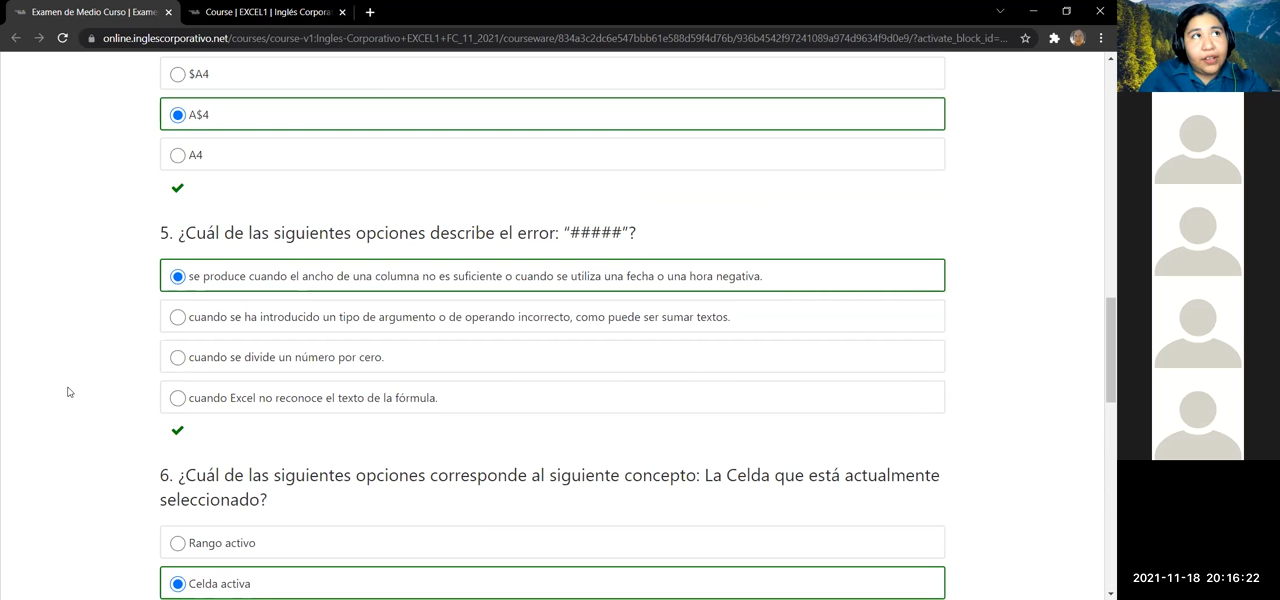 Examen de Medio Curso | Exame
Course | EXCEL1 | Inglés Corpora
online.inglescorporativo.net/courses/course-v1:Ingles-Corporativo+EXCEL1+FC_11_2021/courseware/834a3c2dc6e547bbb61e588d59f4d76b/936b4542f97241089a974d9634f9d0e9/?activate_block_id=...
$A4
A$4
A4
5. ¿Cuál de las siguientes opciones describe el error: “#####”?
se produce cuando el ancho de una columna no es suficiente o cuando se utiliza una fecha o una hora negativa.
cuando se ha introducido un tipo de argumento o de operando incorrecto, como puede ser sumar textos.
cuando se divide un número por cero.
cuando Excel no reconoce el texto de la fórmula.
6. ¿Cuál de las siguientes opciones corresponde al siguiente concepto: La Celda que está actualmente
seleccionado?
Rango activo
Celda activa
2021-11-18 20:16:22